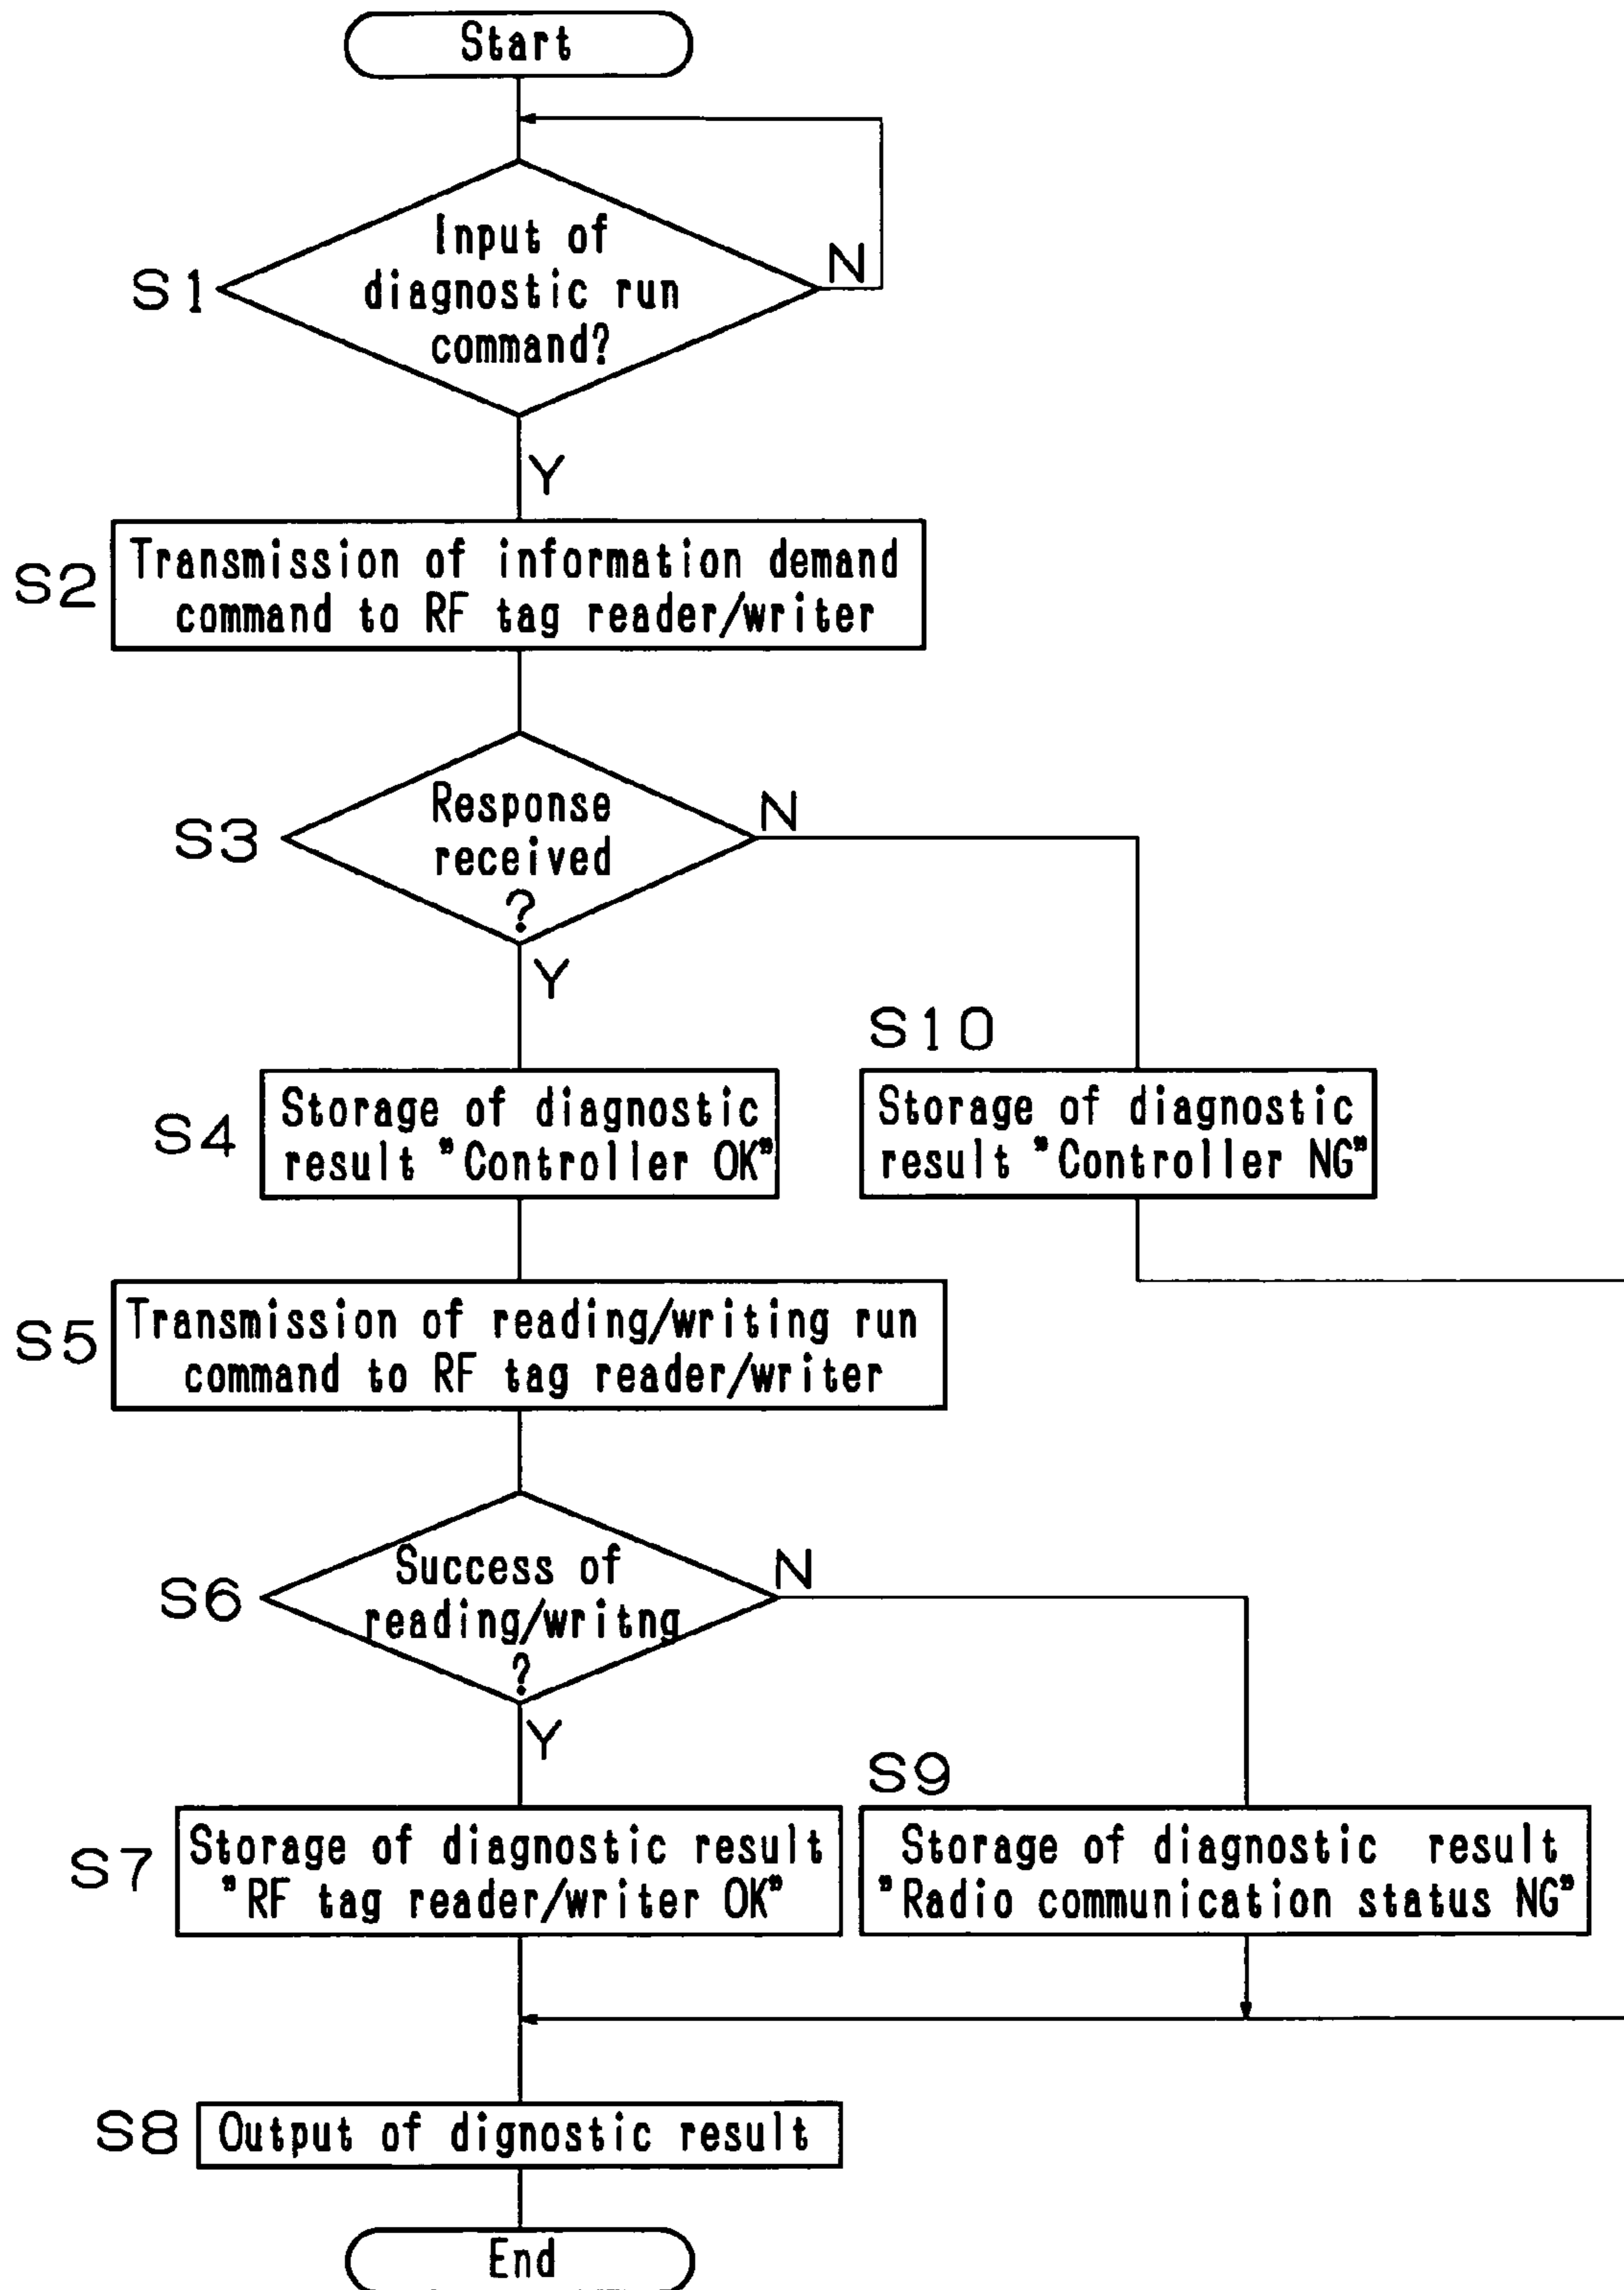 Start
S1
Input of
diagnostic run
command?
N
Y
S2
Transmission of information demand
command to RF tag reader/writer
S3
Response
received
?
N
Y
S10
S4
Storage of diagnostic
result "Controller OK"
Storage of diagnostic
result "Controller NG"
S5
Transmission of reading/writing run
command to RF tag reader/writer
S6
Success of
reading/writng
?
N
Y
S9
S7
Storage of diagnostic result
"RF tag reader/writer OK"
Storage of diagnostic result
"Radio communication status NG"
S8
Output of dignostic result
End